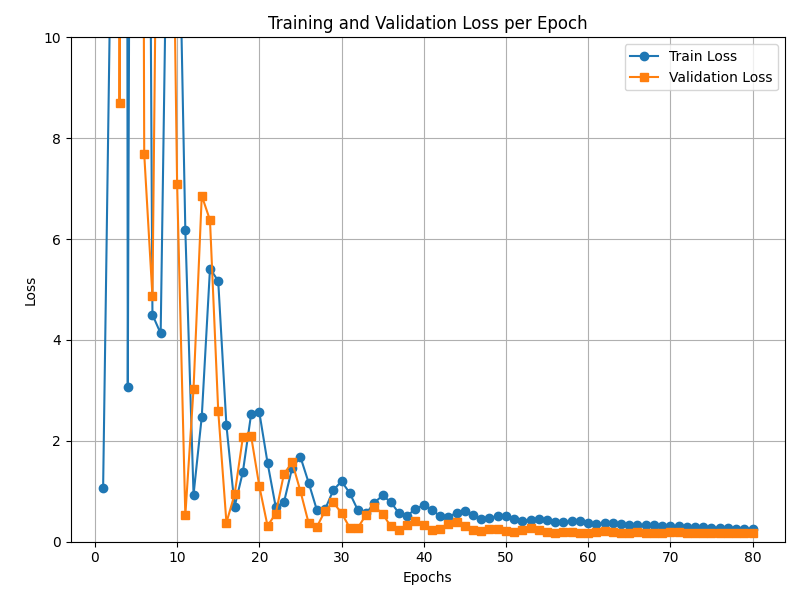 Training and Validation Loss per Epoch
10
8
6
4
2
0
Loss
Train Loss
Validation Loss
0 10 20 30 40 50 60 70 80
Epochs